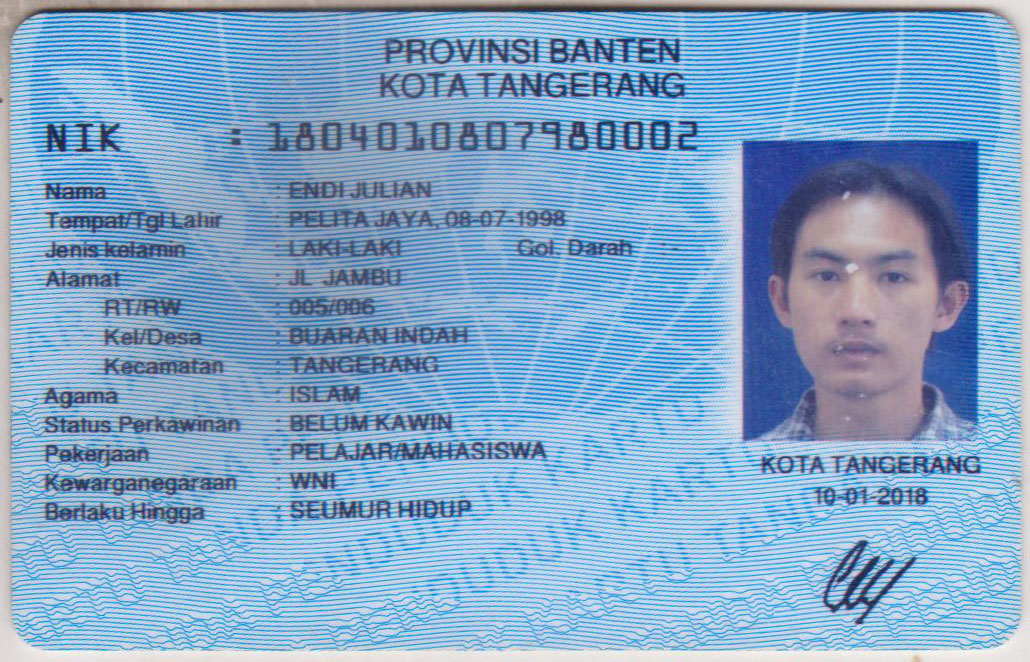 PROVINSI BANTEN
KOTA TANGERANG
NIK : 1804010807980002
Nama : ENDI JULIAN
Tempat/Tgl Lahir : PELITA JAYA, 08-07-1998
Jenis kelamin : LAKI-LAKI Gol. Darah : -
Alamat : JL JAMBU
RT/RW : 005/006
Kel/Desa : BUARAN INDAH
Kecamatan : TANGERANG
Agama : ISLAM
Status Perkawinan : BELUM KAWIN
Pekerjaan : PELAJAR/MAHASISWA
Kewarganegaraan : WNI
Berlaku Hingga : SEUMUR HIDUP
KOTA TANGERANG
10-01-2018